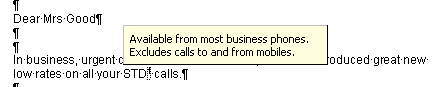 ¶
Dear Mrs Good¶
¶
¶
Available from most business phones.
Excludes calls to and from mobiles.
In business, urgent c roduced great new
low rates on all your STD calls.¶
¶